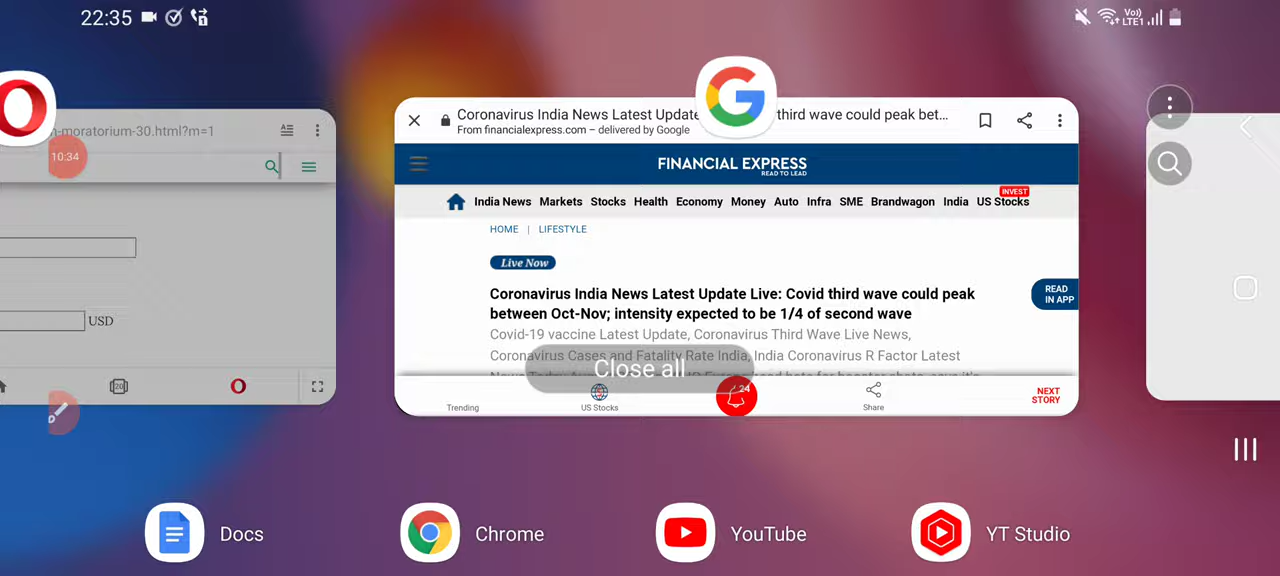 22:35
Vo))
LTE1
-moratorium-30.html?m=1
10:34
USD
20
Coronavirus India News Latest Update
third wave could peak bet...
From financialexpress.com – delivered by Google
FINANCIAL EXPRESS
READ TO LEAD
INVEST
India News Markets Stocks Health Economy Money Auto Infra SME Brandwagon India US Stocks
HOME | LIFESTYLE
Live Now
Coronavirus India News Latest Update Live: Covid third wave could peak
between Oct-Nov; intensity expected to be 1/4 of second wave
READ
IN APP
Covid-19 vaccine Latest Update, Coronavirus Third Wave Live News,
Coronavirus Cases and Fatality Rate India, India Coronavirus R Factor Latest
Close all
24
Trending
US Stocks
Share
NEXT
STORY
Docs
Chrome
YouTube
YT Studio